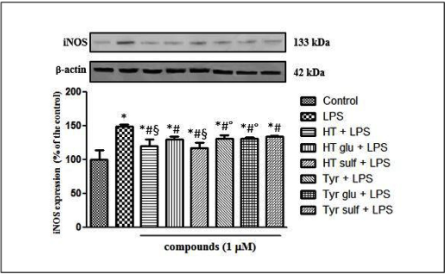 iNOS
133 kDa
β-actin
42 kDa
iNOS expression (% of the control)
200
150
100
50
0
*
*#§
*#
*#§
*#°
*#°
*#
compounds (1 μM)
Control
LPS
HT + LPS
HT glu + LPS
HT sulf + LPS
Tyr + LPS
Tyr glu + LPS
Tyr sulf + LPS